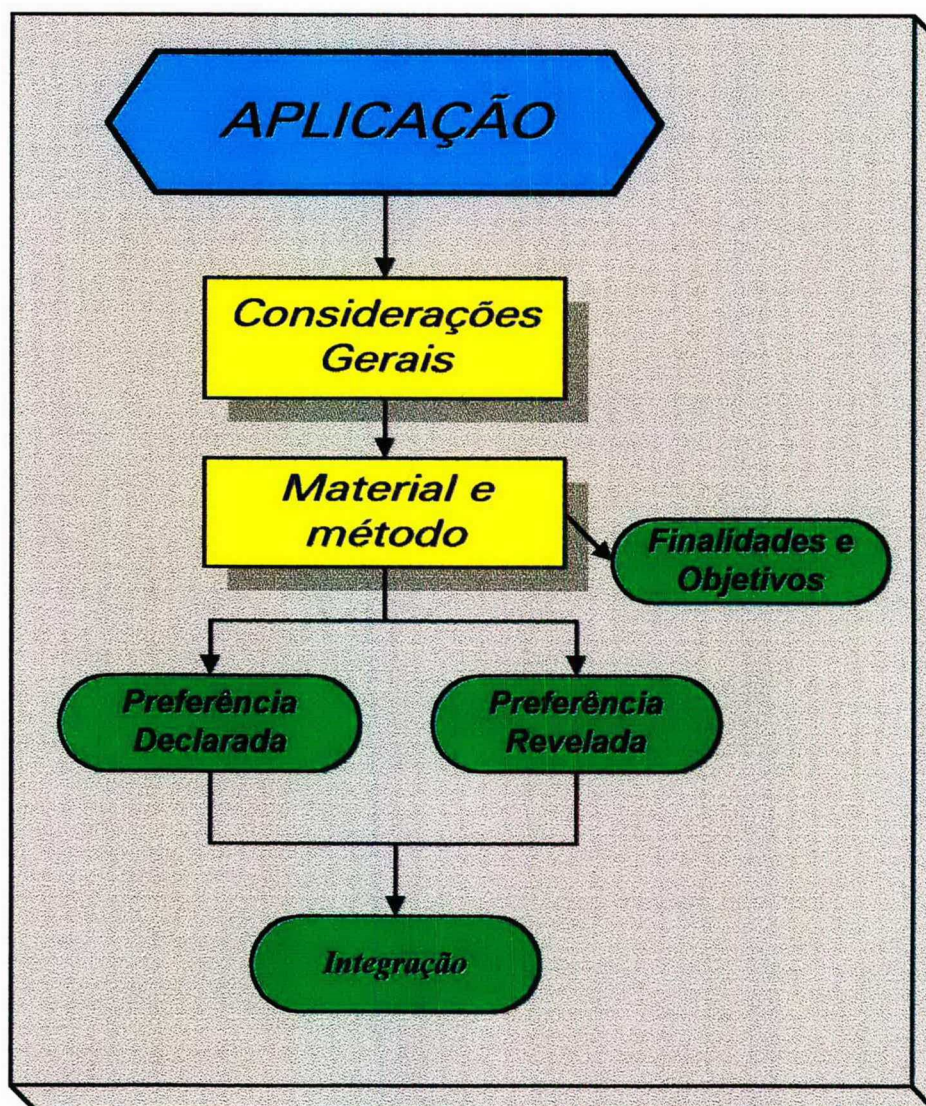 APLICAÇÃO
Considerações
Gerais
Material e
método
Finalidades e
Objetivos
Preferência
Declarada
Preferência
Revelada
Integração